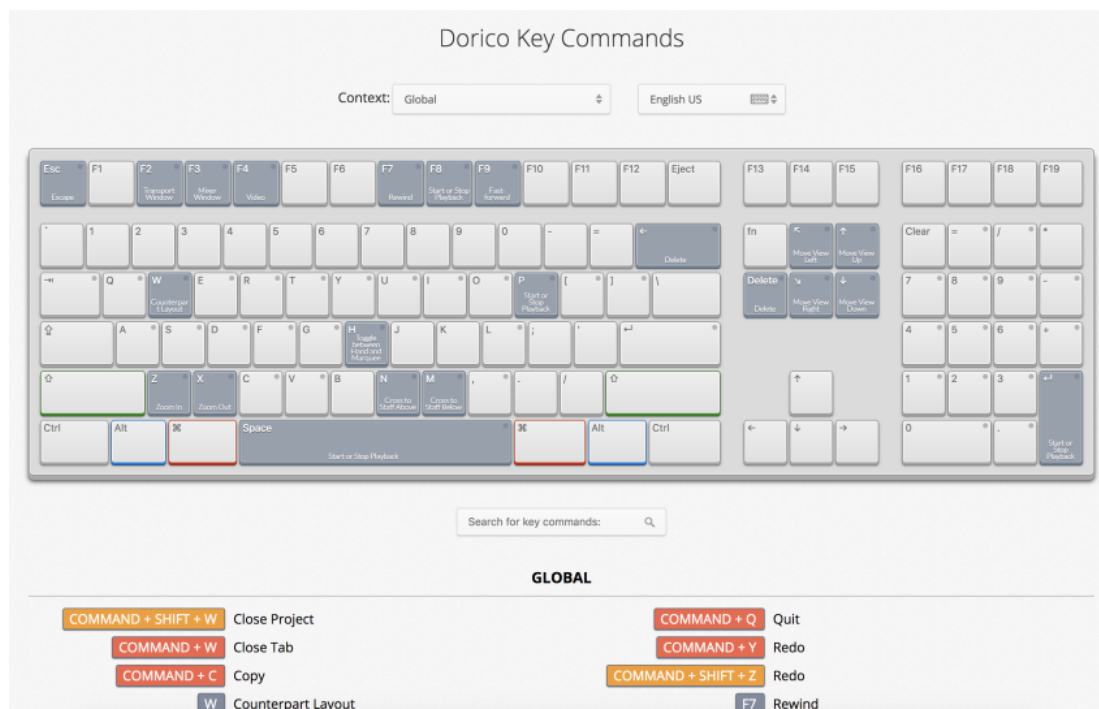 Dorico Key Commands
Context: Global English US
Esc F1 F2 F3 F4 F5 F6 F7 F8 F9 F10 F11 F12 Eject F13 F14 F15 F16 F17 F18 F19
Escape Transport Window Mixer Window Video Rewind Start or Stop Playback Fast-forward
` 1 2 3 4 5 6 7 8 9 0 - = ← fn ↖ ↑ Clear = / *
Delete Move View Left Move View Up
⇥ Q W E R T Y U I O P [ ] \ Delete ↘ ↓ 7 8 9 -
Counterpart Layout Start or Stop Playback Delete Move View Right Move View Down
⇪ A S D F G H J K L ; ' ↵ 4 5 6 +
Toggle between Hand and Marquee
⇧ Z X C V B N M , . / ⇧ ↑ 1 2 3 ↵
Zoom In Zoom Out Cross to Staff Above Cross to Staff Below
Ctrl Alt ⌘ Space ⌘ Alt Ctrl ← ↓ → 0 .
Start or Stop Playback Start or Stop Playback
Search for key commands:
GLOBAL
COMMAND + SHIFT + W Close Project COMMAND + Q Quit
COMMAND + W Close Tab COMMAND + Y Redo
COMMAND + C Copy COMMAND + SHIFT + Z Redo
W Counterpart Layout F7 Rewind